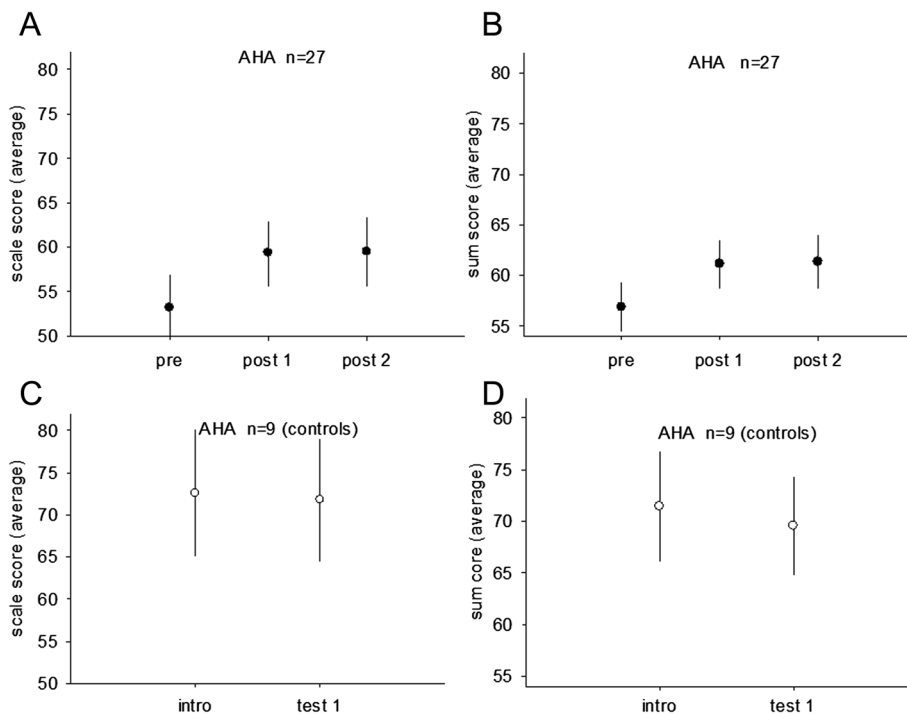 A
AHA n=27
scale score (average)
80
75
70
65
60
55
50
pre post 1 post 2
B
AHA n=27
sum score (average)
80
75
70
65
60
55
pre post 1 post 2
C
AHA n=9 (controls)
scale score (average)
80
75
70
65
60
55
50
intro test 1
D
AHA n=9 (controls)
sum core (average)
80
75
70
65
60
55
intro test 1